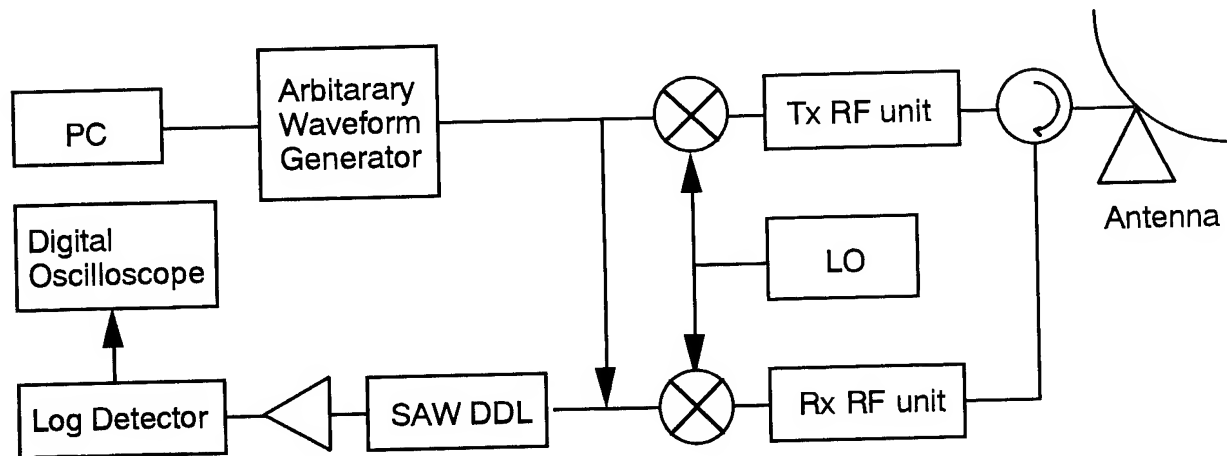 PC
Arbitarary
Waveform
Generator
Tx RF unit
Antenna
Digital
Oscilloscope
LO
Log Detector
SAW DDL
Rx RF unit